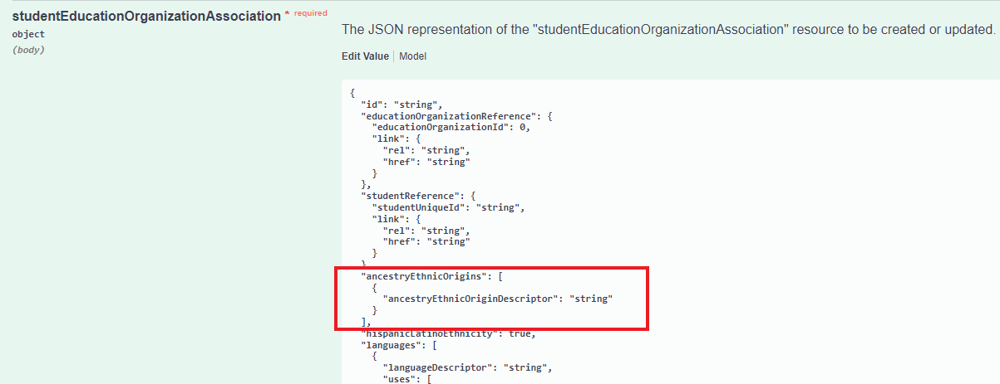 studentEducationOrganizationAssociation * required
object
(body)
The JSON representation of the "studentEducationOrganizationAssociation" resource to be created or updated.
Edit Value | Model
{
  "id": "string",
  "educationOrganizationReference": {
    "educationOrganizationId": 0,
    "link": {
      "rel": "string",
      "href": "string"
    }
  },
  "studentReference": {
    "studentUniqueId": "string",
    "link": {
      "rel": "string",
      "href": "string"
    }
  },
  "ancestryEthnicOrigins": [
    {
      "ancestryEthnicOriginDescriptor": "string"
    }
  ],
  "hispanicLatinoEthnicity": true,
  "languages": [
    {
      "languageDescriptor": "string",
      "uses": [